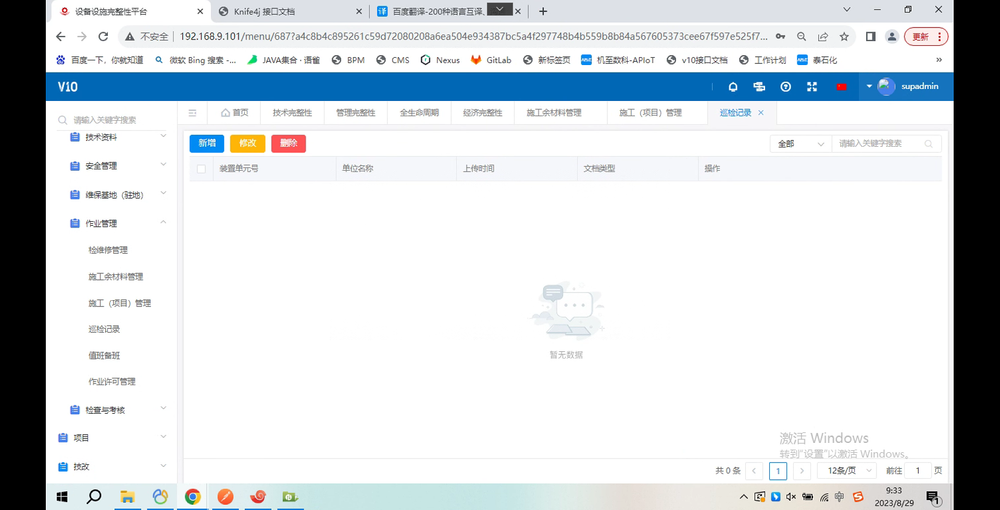 设备设施完整性平台
Knife4j 接口文档
百度翻译-200种语言互译、
不安全
192.168.9.101/menu/687?a4c8b4c895261c59d72080208a6ea504e934387bc5a4f297748b4b559b8b84a567605373cee67f597e525f7...
更新
百度一下，你就知道
微软 Bing 搜索 -...
JAVA集合 · 语雀
BPM
CMS
Nexus
GitLab
新标签页
机至数科-APIoT
v10接口文档
工作计划
泰石化
V10
supadmin
请输入关键字搜索
首页
技术完整性
管理完整性
全生命周期
经济完整性
施工余材料管理
施工（项目）管理
巡检记录
技术资料
安全管理
维保基地（驻地）
作业管理
检维修管理
施工余材料管理
施工（项目）管理
巡检记录
值班备班
作业许可管理
检查与考核
项目
技改
新增
修改
删除
全部
请输入关键字搜索
装置单元号
单位名称
上传时间
文档类型
操作
暂无数据
激活 Windows
转到"设置"以激活 Windows。
共 0 条
1
12条/页
前往
1
页
中
9:33
2023/8/29
1